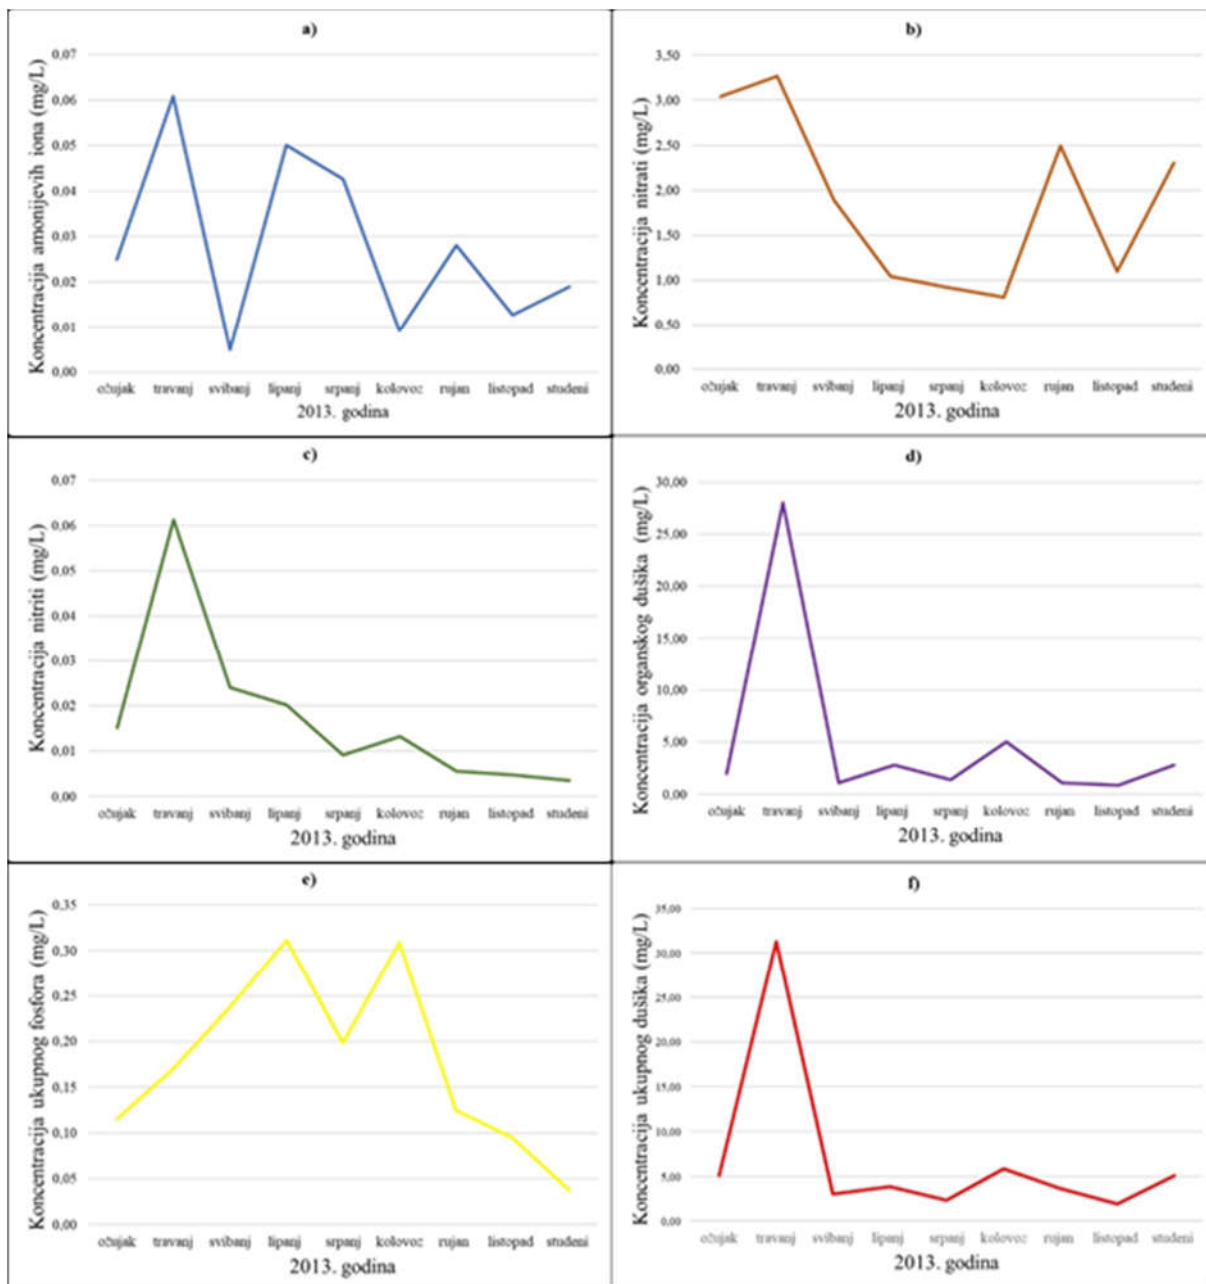 a)
Koncentracija amonijevih iona (mg/L)
0,07
0,06
0,05
0,04
0,03
0,02
0,01
0,00
očujak travanj svibanj lipanj srpanj kolovoz rujan listopad studeni
2013. godina
b)
Koncentracija nitrati (mg/L)
3,50
3,00
2,50
2,00
1,50
1,00
0,50
0,00
očujak travanj svibanj lipanj srpanj kolovoz rujan listopad studeni
2013. godina
c)
Koncentracija nitriti (mg/L)
0,07
0,06
0,05
0,04
0,03
0,02
0,01
0,00
očujak travanj svibanj lipanj srpanj kolovoz rujan listopad studeni
2013. godina
d)
Koncentracija organskog dušika (mg/L)
30,00
25,00
20,00
15,00
10,00
5,00
0,00
očujak travanj svibanj lipanj srpanj kolovoz rujan listopad studeni
2013. godina
e)
Koncentracija ukupnog fosfora (mg/L)
0,35
0,30
0,25
0,20
0,15
0,10
0,05
0,00
očujak travanj svibanj lipanj srpanj kolovoz rujan listopad studeni
2013. godina
f)
Koncentracija ukupnog dušika (mg/L)
35,00
30,00
25,00
20,00
15,00
10,00
5,00
0,00
očujak travanj svibanj lipanj srpanj kolovoz rujan listopad studeni
2013. godina